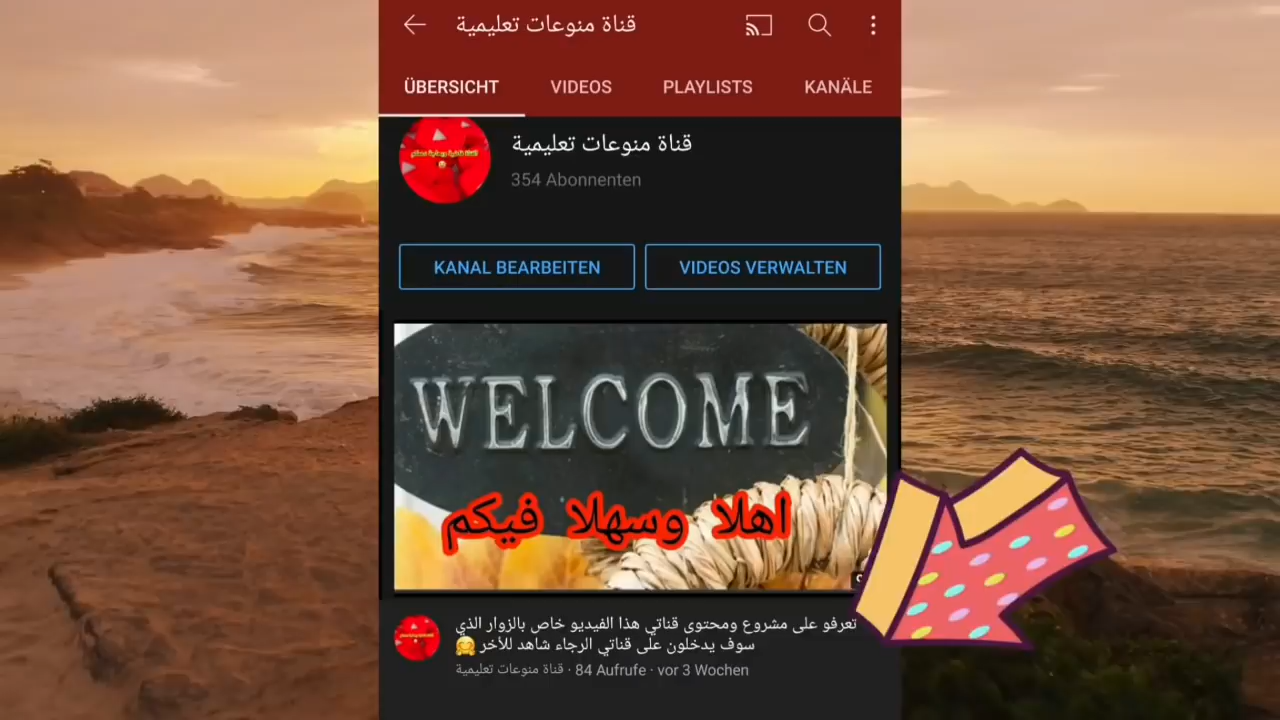 قناة منوعات تعليمية
ÜBERSICHT VIDEOS PLAYLISTS KANÄLE
قناة منوعات تعليمية
354 Abonnenten
KANAL BEARBEITEN VIDEOS VERWALTEN
WELCOME
اهلا وسهلا فيكم
تعرفو على مشروع ومحتوى قناتي هذا الفيديو خاص بالزوار الذي
سوف يدخلون على قناتي الرجاء شاهد للأخر 🤗
قناة منوعات تعليمية · 84 Aufrufe · vor 3 Wochen